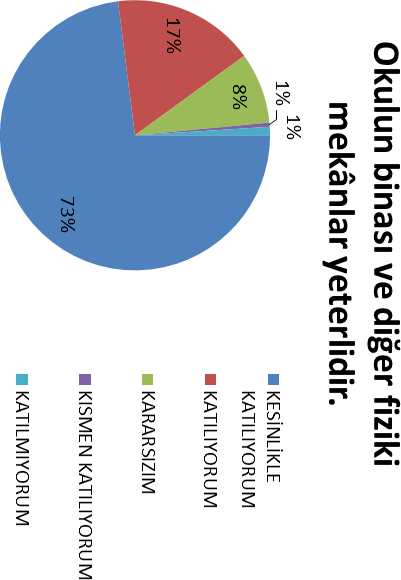 Okulun binası ve diğer fiziki
mekânlar yeterlidir.
1%
1%
8%
17%
73%
KESİNLİKLE
KATILIYORUM
KATILIYORUM
KARARSIZIM
KISMEN KATILIYORUM
KATILMIYORUM